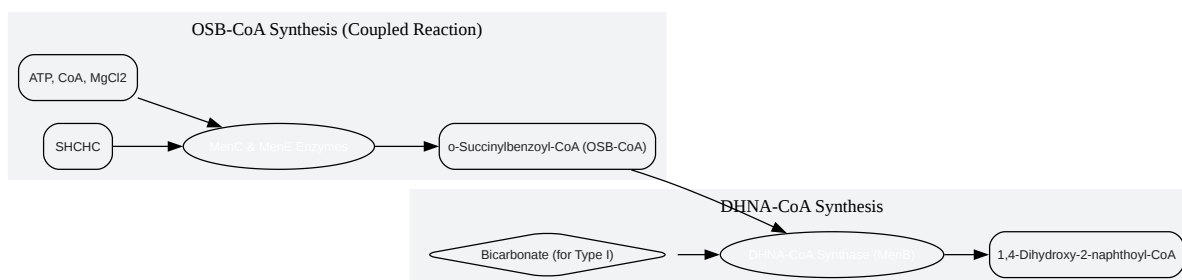 OSB-CoA Synthesis (Coupled Reaction)
ATP, CoA, MgCl2
SHCHC
MenC & MenE Enzymes
o-Succinylbenzoyl-CoA (OSB-CoA)
DHNA-CoA Synthesis
Bicarbonate (for Type I)
DHNA-CoA Synthase (MenB)
1,4-Dihydroxy-2-naphthoyl-CoA